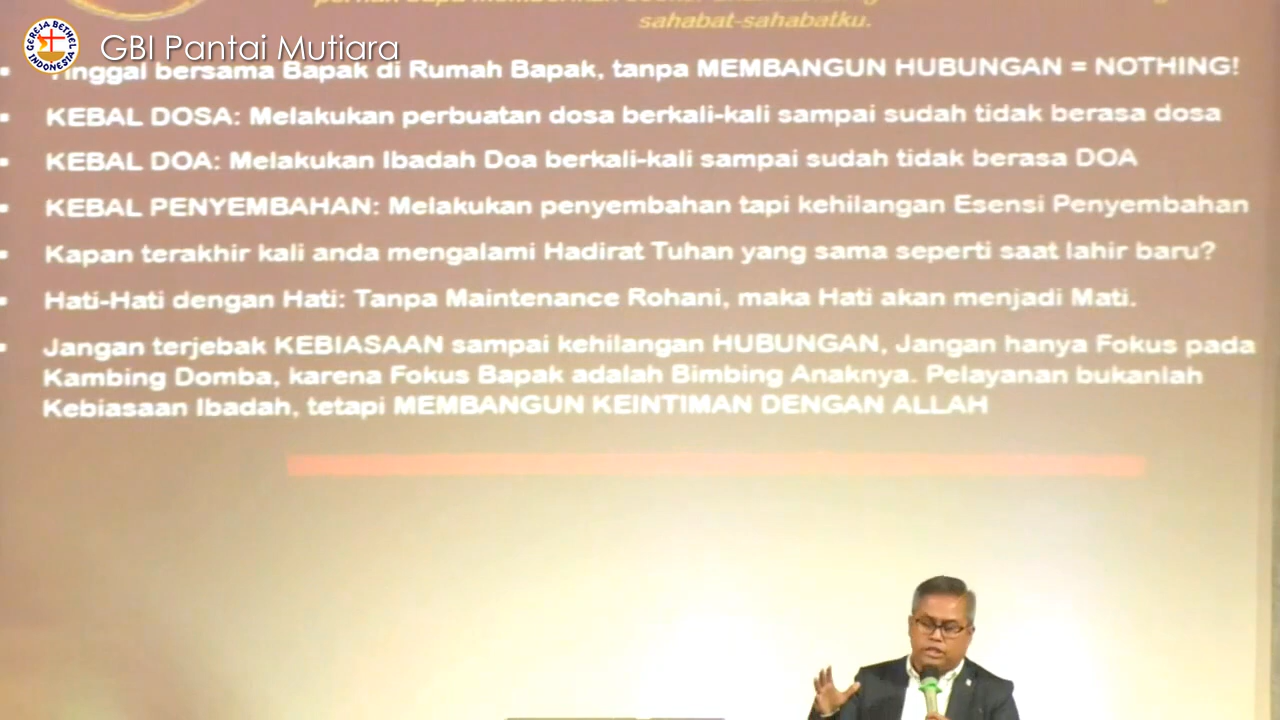 GEREJA BETHEL
INDONESIA
GBI Pantai Mutiara
sahabat-sahabatku.
Tinggal bersama Bapak di Rumah Bapak, tanpa MEMBANGUN HUBUNGAN = NOTHING!
KEBAL DOSA: Melakukan perbuatan dosa berkali-kali sampai sudah tidak berasa dosa
KEBAL DOA: Melakukan Ibadah Doa berkali-kali sampai sudah tidak berasa DOA
KEBAL PENYEMBAHAN: Melakukan penyembahan tapi kehilangan Esensi Penyembahan
Kapan terakhir kali anda mengalami Hadirat Tuhan yang sama seperti saat lahir baru?
Hati-Hati dengan Hati: Tanpa Maintenance Rohani, maka Hati akan menjadi Mati.
Jangan terjebak KEBIASAAN sampai kehilangan HUBUNGAN, Jangan hanya Fokus pada
Kambing Domba, karena Fokus Bapak adalah Bimbing Anaknya. Pelayanan bukanlah
Kebiasaan Ibadah, tetapi MEMBANGUN KEINTIMAN DENGAN ALLAH